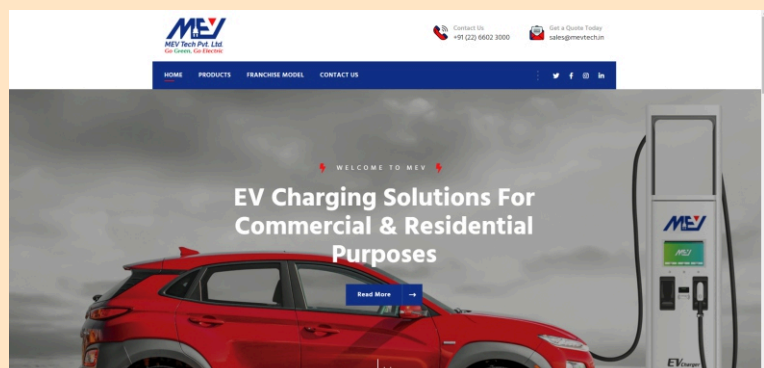 MEV
MEV Tech Pvt. Ltd.
Go Green, Go Electric
Contact Us
+91 (22) 6602 3000
Get a Quote Today
sales@mevtech.in
HOME
PRODUCTS
FRANCHISE MODEL
CONTACT US
WELCOME TO MEV
EV Charging Solutions For
Commercial & Residential
Purposes
Read More
MEV
MEV
EVCharger